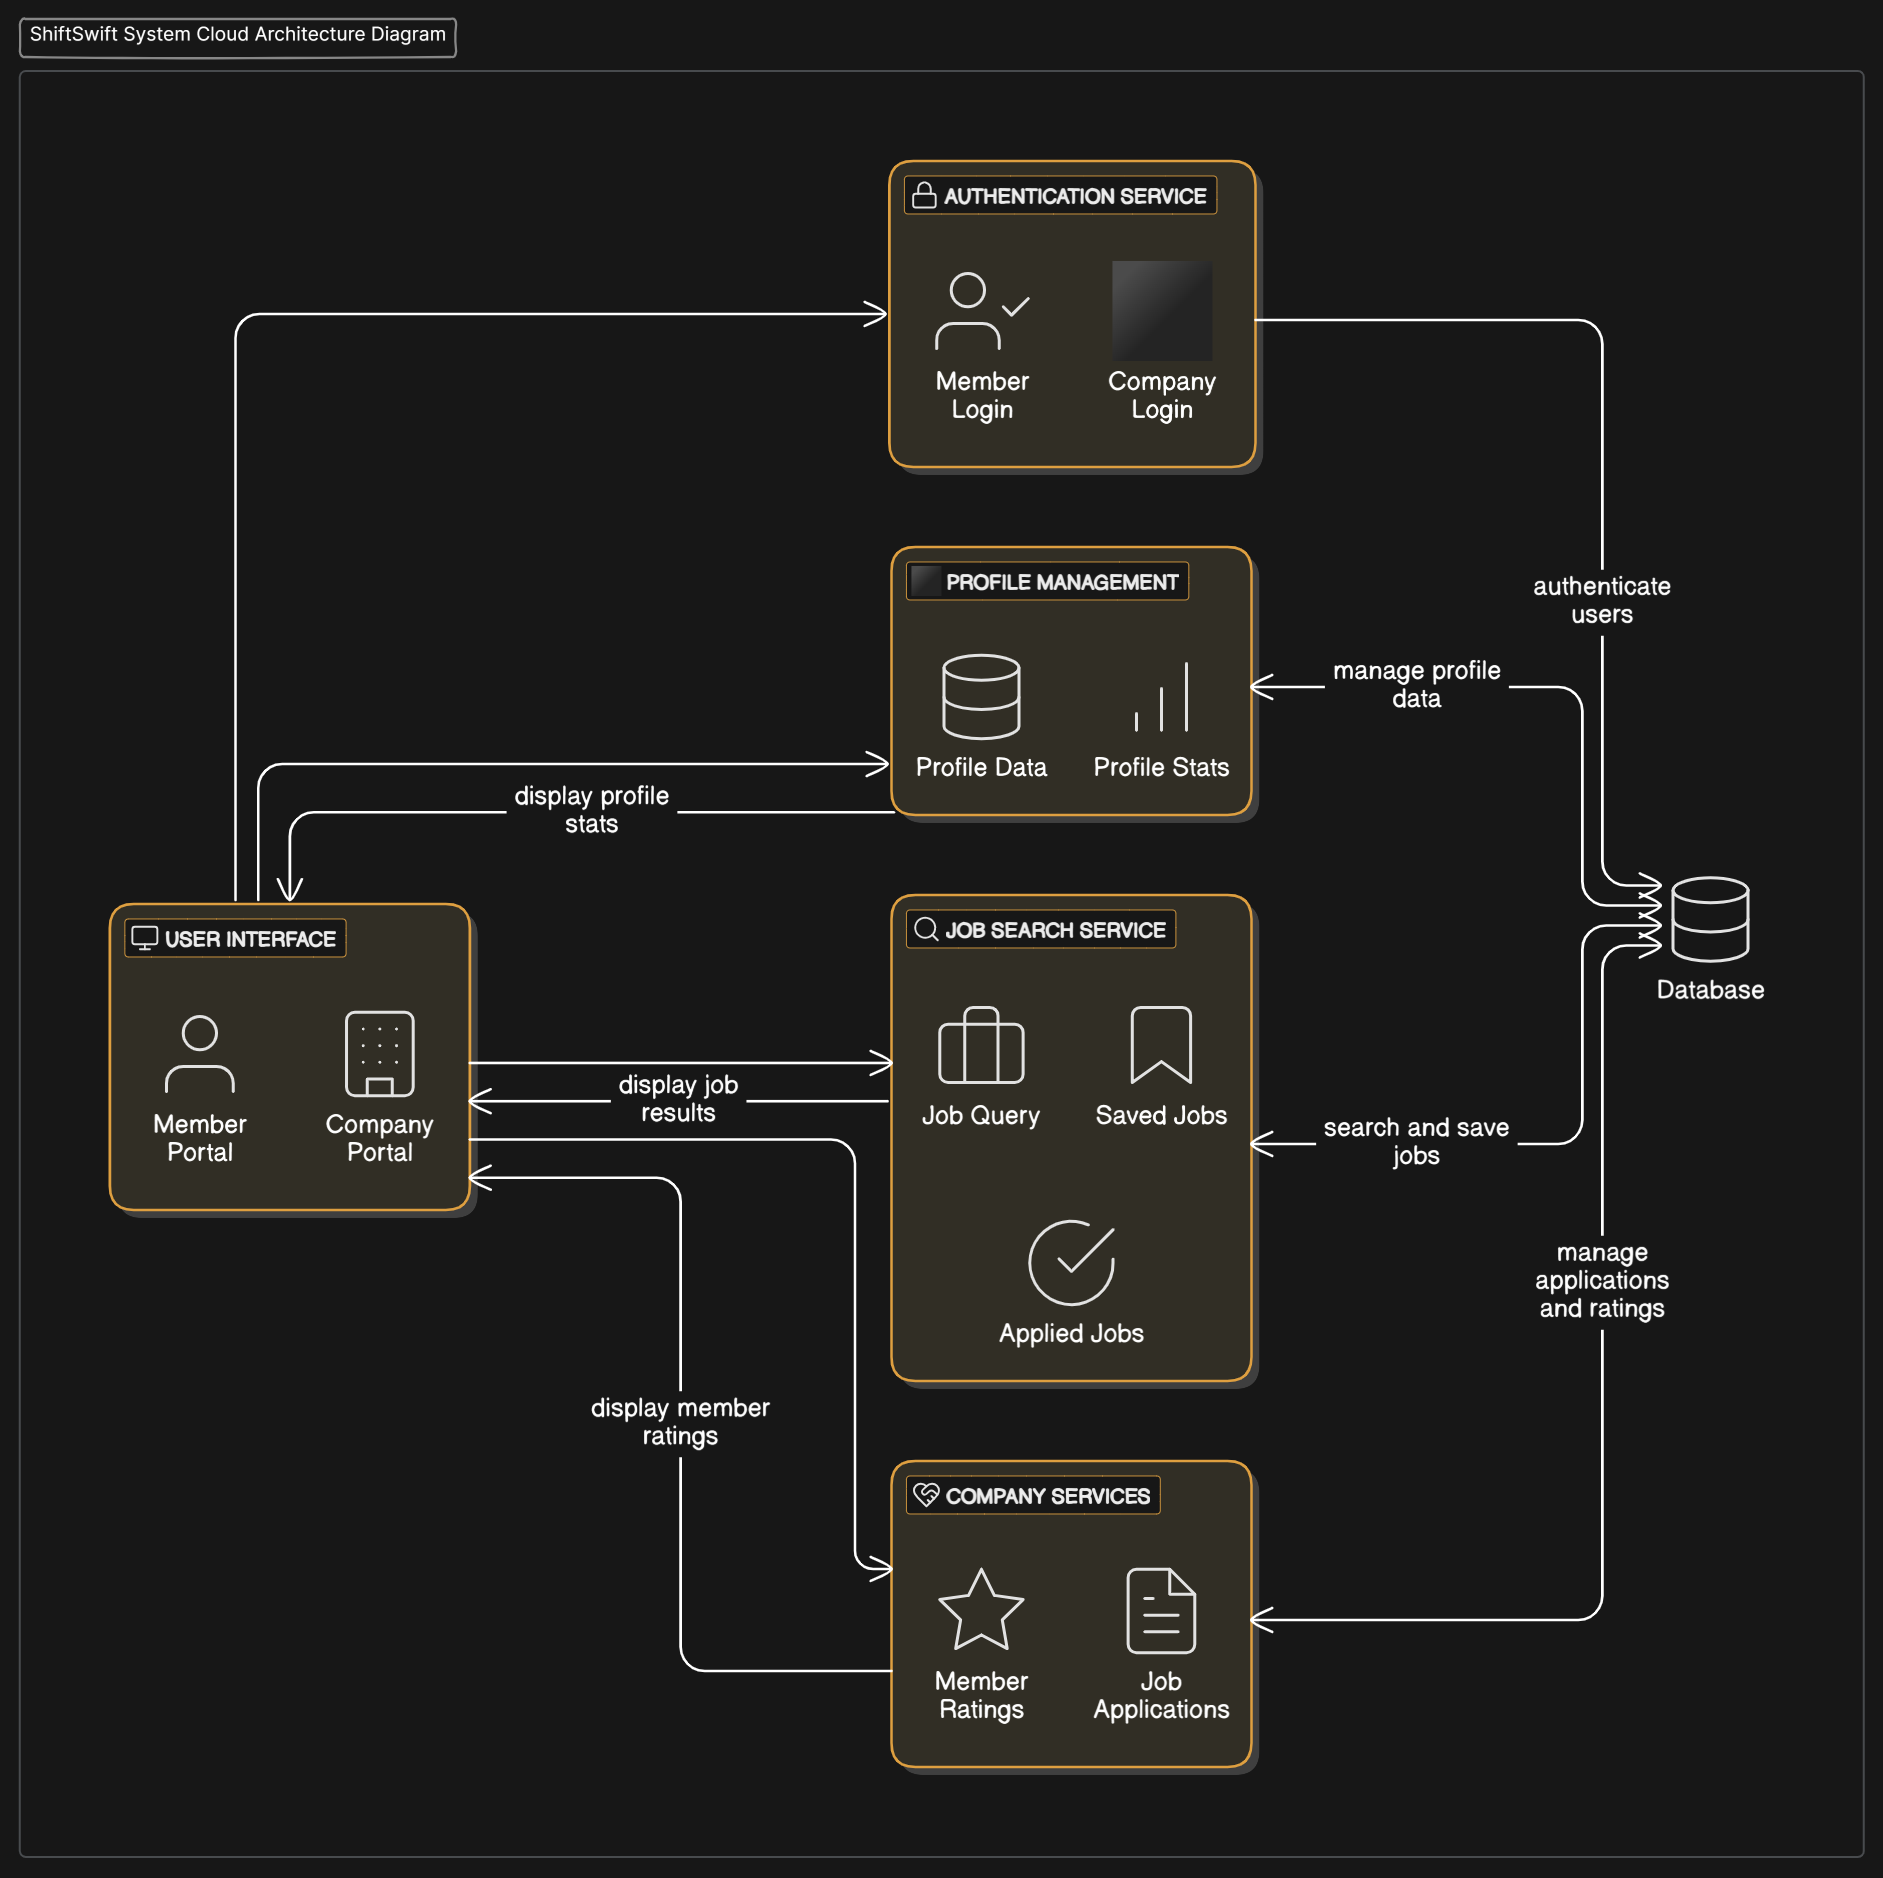 ShiftSwift System Cloud Architecture Diagram
AUTHENTICATION SERVICE
Member
Login
Company
Login
PROFILE MANAGEMENT
Profile Data
Profile Stats
authenticate
users
manage profile
data
display profile
stats
USER INTERFACE
Member
Portal
Company
Portal
JOB SEARCH SERVICE
Job Query
Saved Jobs
Applied Jobs
Database
display job
results
search and save
jobs
manage
applications
and ratings
display member
ratings
COMPANY SERVICES
Member
Ratings
Job
Applications